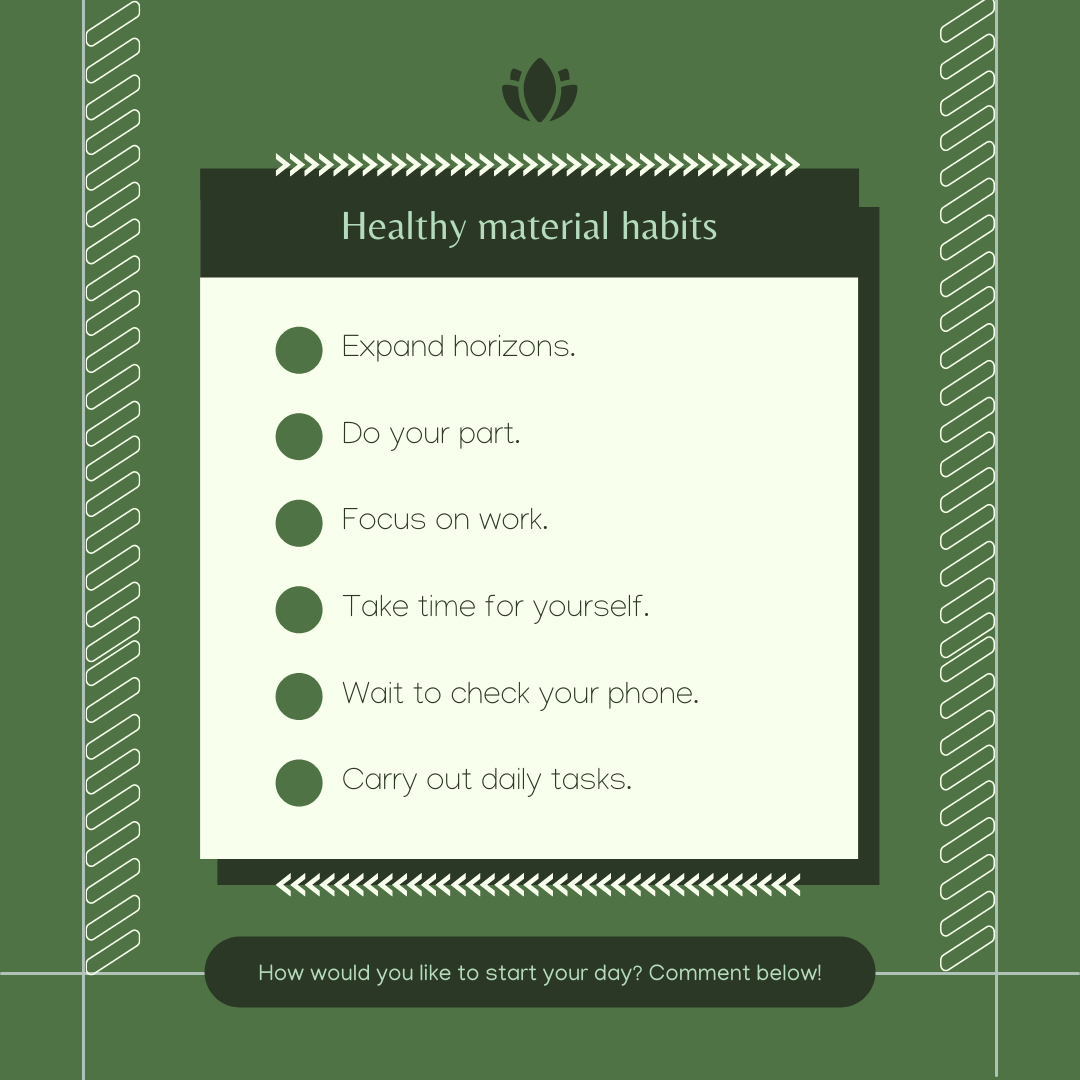 Healthy material habits
Expand horizons.
Do your part.
Focus on work.
Take time for yourself.
Wait to check your phone.
Carry out daily tasks.
How would you like to start your day? Comment below!